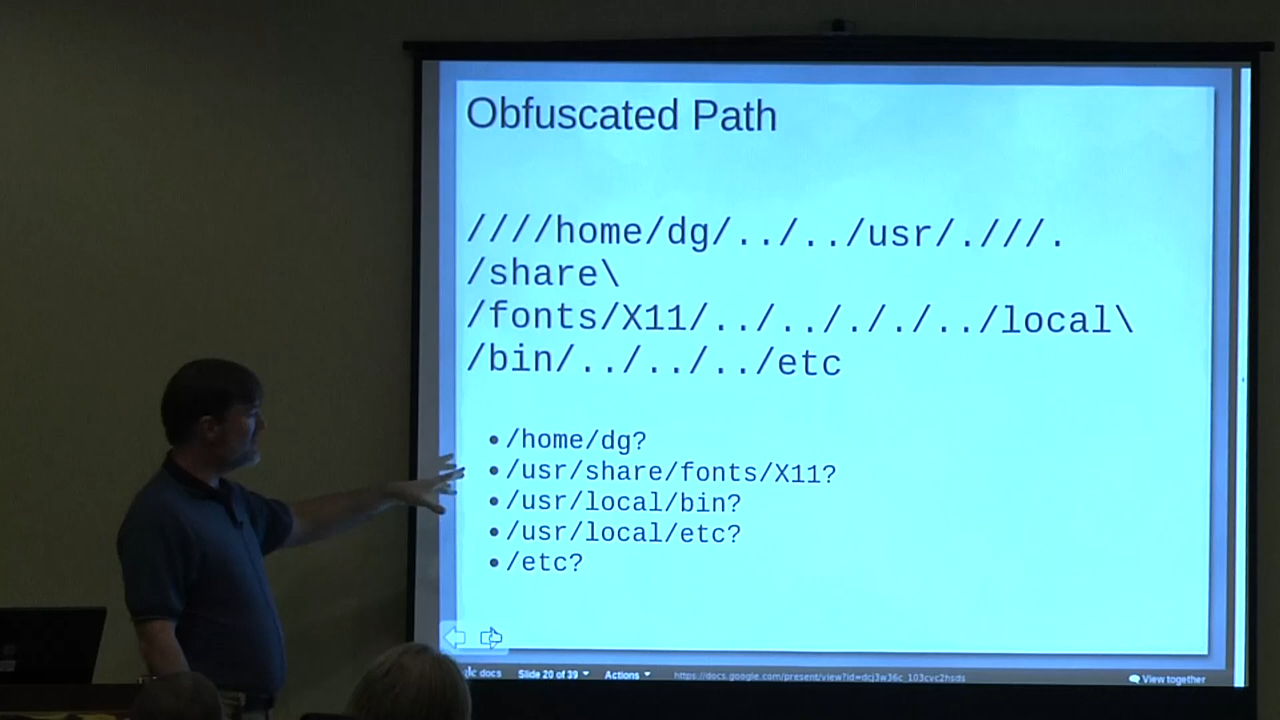 Obfuscated Path
////home/dg/../../usr/.///.
/share\
/fonts/X11/../../././../local\
/bin/../../../etc
•/home/dg?
•/usr/share/fonts/X11?
•/usr/local/bin?
•/usr/local/etc?
•/etc?
docs Slide 20 of 39 Actions View together